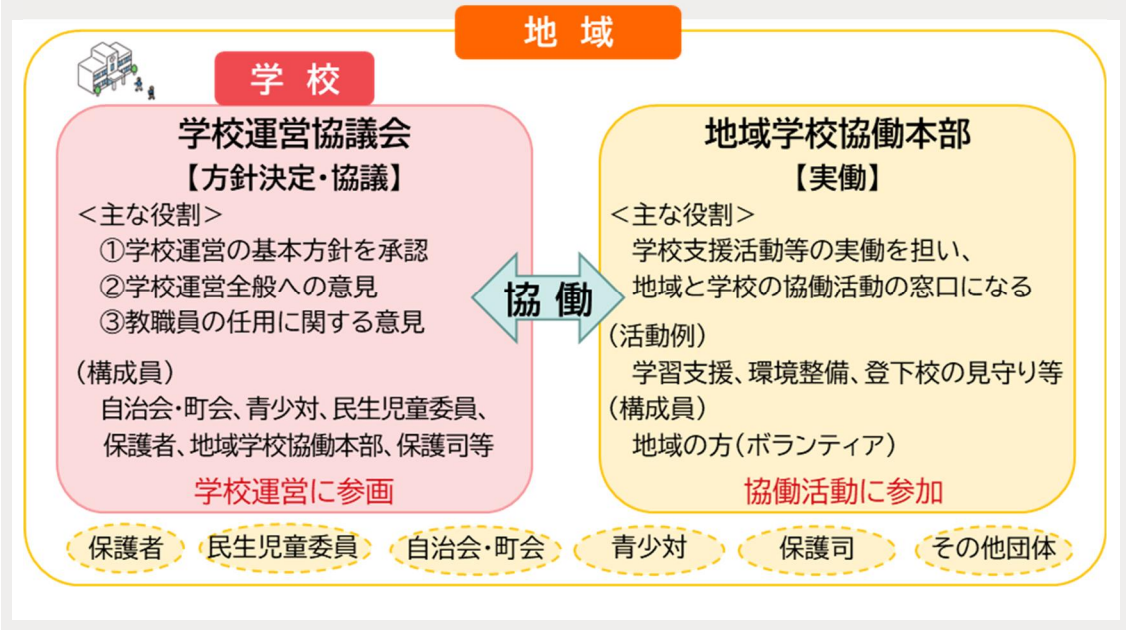 地 域
学 校
学校運営協議会
【方針決定・協議】
＜主な役割＞
①学校運営の基本方針を承認
②学校運営全般への意見
③教職員の任用に関する意見
（構成員）
自治会・町会、青少対、民生児童委員、
保護者、地域学校協働本部、保護司等
学校運営に参画
協 働
地域学校協働本部
【実働】
＜主な役割＞
学校支援活動等の実働を担い、
地域と学校の協働活動の窓口になる
（活動例）
学習支援、環境整備、登下校の見守り等
（構成員）
地域の方（ボランティア）
協働活動に参加
保護者
民生児童委員
自治会・町会
青少対
保護司
その他団体